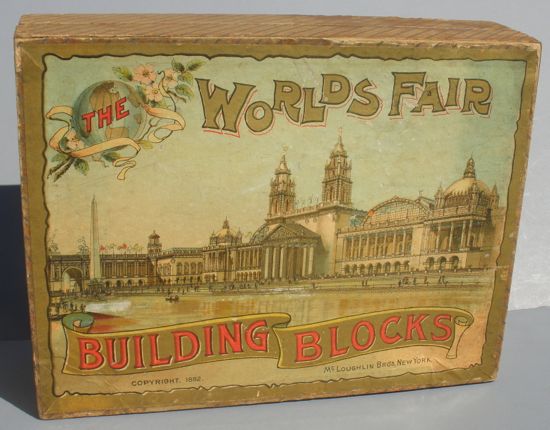 THE WORLDS FAIR
BUILDING BLOCKS
COPYRIGHT. 1892.
McLOUGHLIN BROS. NEW YORK.